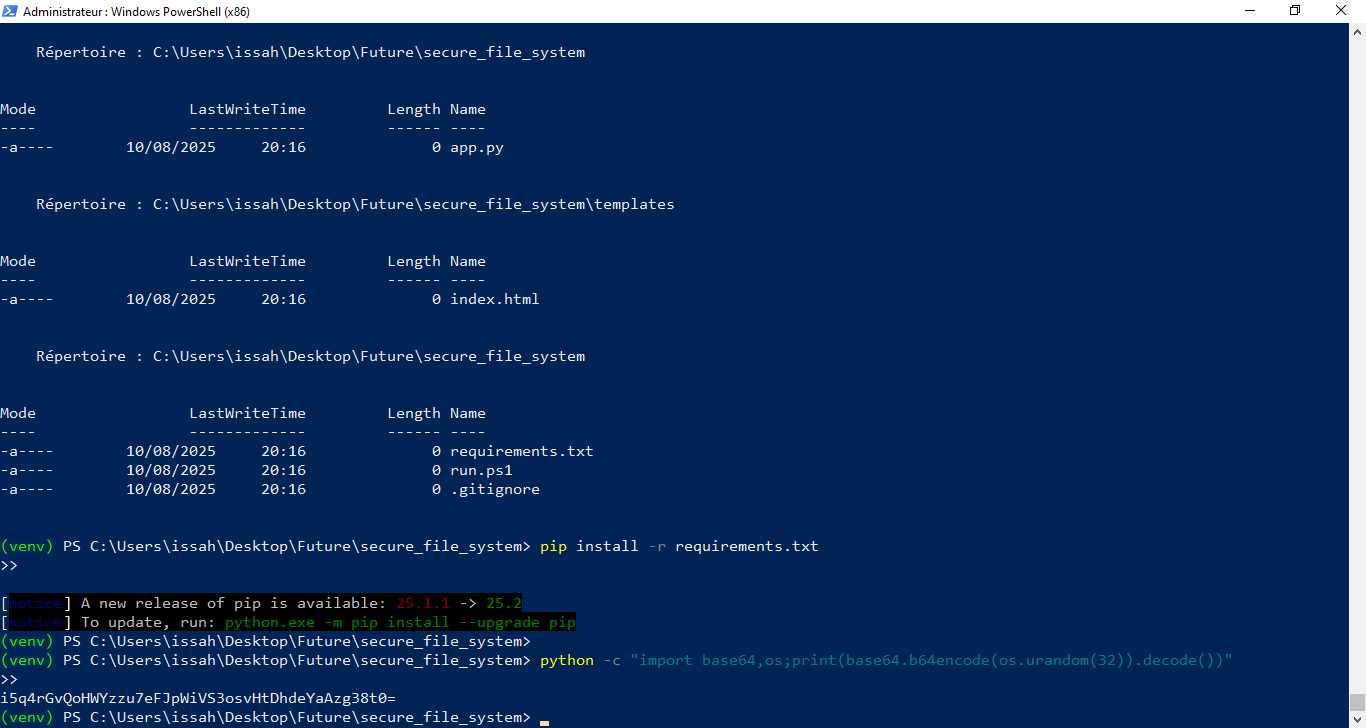 Administrateur : Windows PowerShell (x86)
Répertoire : C:\Users\issah\Desktop\Future\secure_file_system
Mode LastWriteTime Length Name
---- ------------- ------ ----
-a---- 10/08/2025 20:16 0 app.py
Répertoire : C:\Users\issah\Desktop\Future\secure_file_system\templates
Mode LastWriteTime Length Name
---- ------------- ------ ----
-a---- 10/08/2025 20:16 0 index.html
Répertoire : C:\Users\issah\Desktop\Future\secure_file_system
Mode LastWriteTime Length Name
---- ------------- ------ ----
-a---- 10/08/2025 20:16 0 requirements.txt
-a---- 10/08/2025 20:16 0 run.ps1
-a---- 10/08/2025 20:16 0 .gitignore
(venv) PS C:\Users\issah\Desktop\Future\secure_file_system> pip install -r requirements.txt
>>
[notice] A new release of pip is available: 25.1.1 -> 25.2
[notice] To update, run: python.exe -m pip install --upgrade pip
(venv) PS C:\Users\issah\Desktop\Future\secure_file_system>
(venv) PS C:\Users\issah\Desktop\Future\secure_file_system> python -c "import base64,os;print(base64.b64encode(os.urandom(32)).decode())"
>>
i5q4rGvQoHWYzzu7eFJpWiVS3osvHtDhdeYaAzg38t0=
(venv) PS C:\Users\issah\Desktop\Future\secure_file_system>